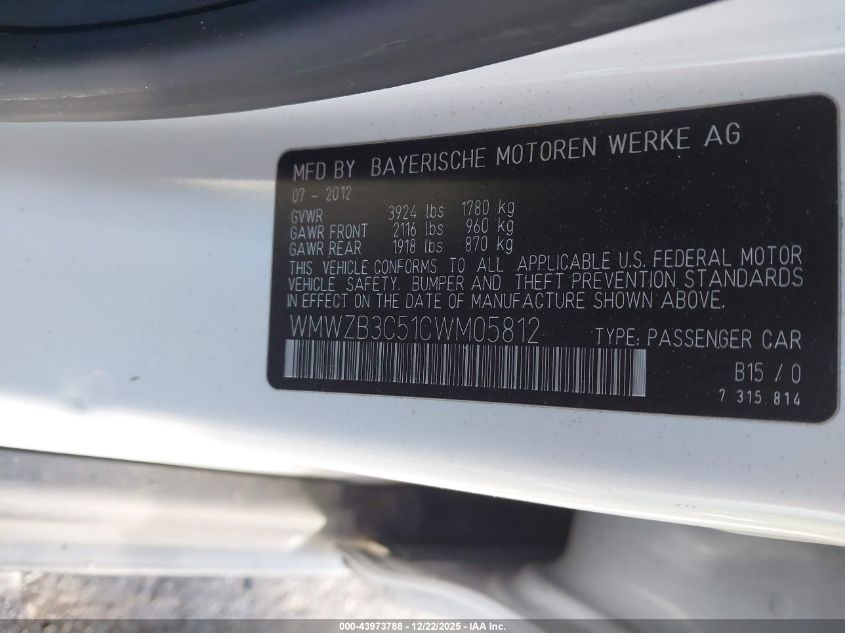 MFD BY BAYERISCHE MOTOREN WERKE AG
07 - 2012
GVWR 3924 lbs 1780 kg
GAWR FRONT 2116 lbs 960 kg
GAWR REAR 1918 lbs 870 kg
THIS VEHICLE CONFORMS TO ALL APPLICABLE U.S. FEDERAL MOTOR
VEHICLE SAFETY, BUMPER AND THEFT PREVENTION STANDARDS
IN EFFECT ON THE DATE OF MANUFACTURE SHOWN ABOVE.
WMWZB3C51CWM05812 TYPE: PASSENGER CAR
B15 / 0
7 315 814
000-43973788 - 12/22/2025 - IAA Inc.